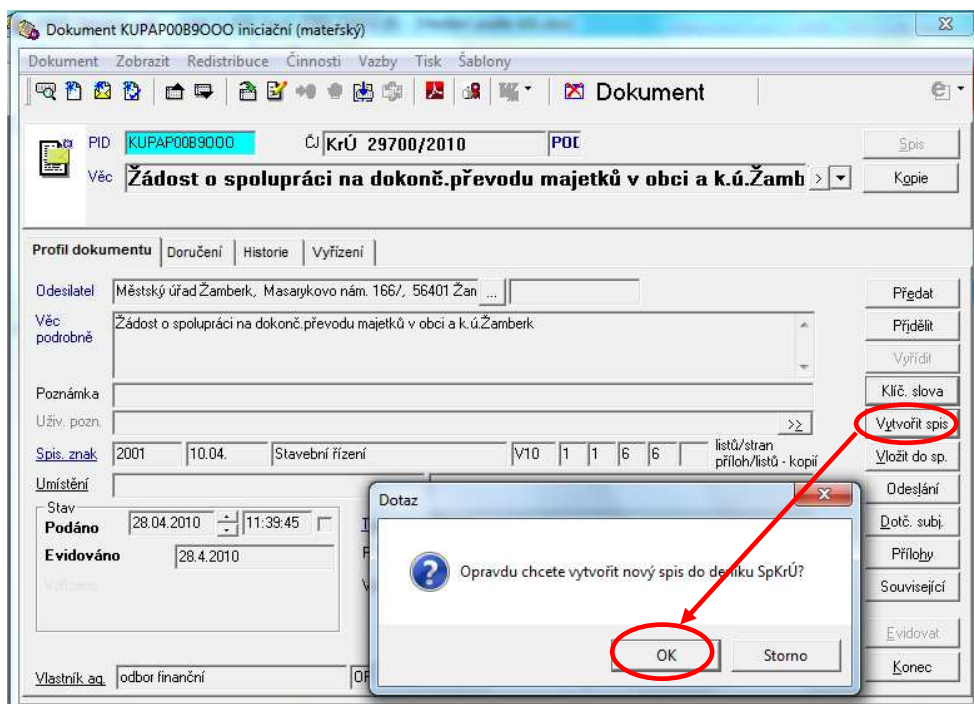 Dokument KUPAP00B9OOO iniciační (mateřský)
Dokument Zobrazit Redistribuce Činnosti Vazby Tisk Šablony
Dokument
PID KUPAP00B9OOO ČJ KrÚ 29700/2010 POD Spis
Věc Žádost o spolupráci na dokonč.převodu majetků v obci a k.ú.Žamb > Kopie
Profil dokumentu Doručení Historie Vyřízení
Odesilatel Městský úřad Žamberk, Masarykovo nám. 166/, 56401 Žan ... Předat
Věc podrobně Žádost o spolupráci na dokonč.převodu majetků v obci a k.ú.Žamberk Přidělit
Vyřídit
Poznámka Klíč. slova
Uživ. pozn. >> Vytvořit spis
Spis. znak 2001 10.04. Stavební řízení V10 1 1 6 6 listů/stran příloh/listů - kopií Vložit do sp.
Umístění Odeslání
Stav
Podáno 28.04.2010 11:39:45 Dotč. subj.
Evidováno 28.4.2010 Přílohy
Vyřízeno Související
Dotaz
Opravdu chcete vytvořit nový spis do deníku SpKrÚ?
OK Storno
Evidovat
Vlastník ag. odbor finanční Konec